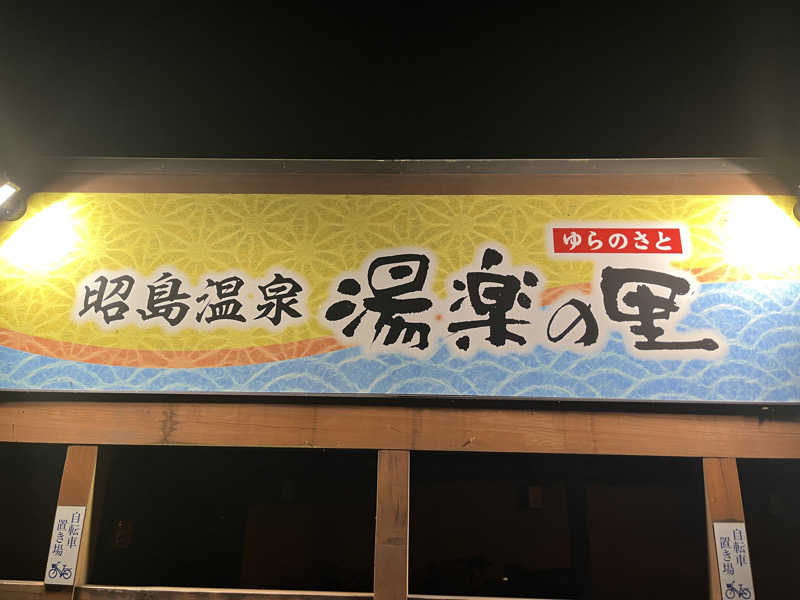 ゆらのさと
昭島温泉 湯楽の里
自転車
置き場
自転車
置き場